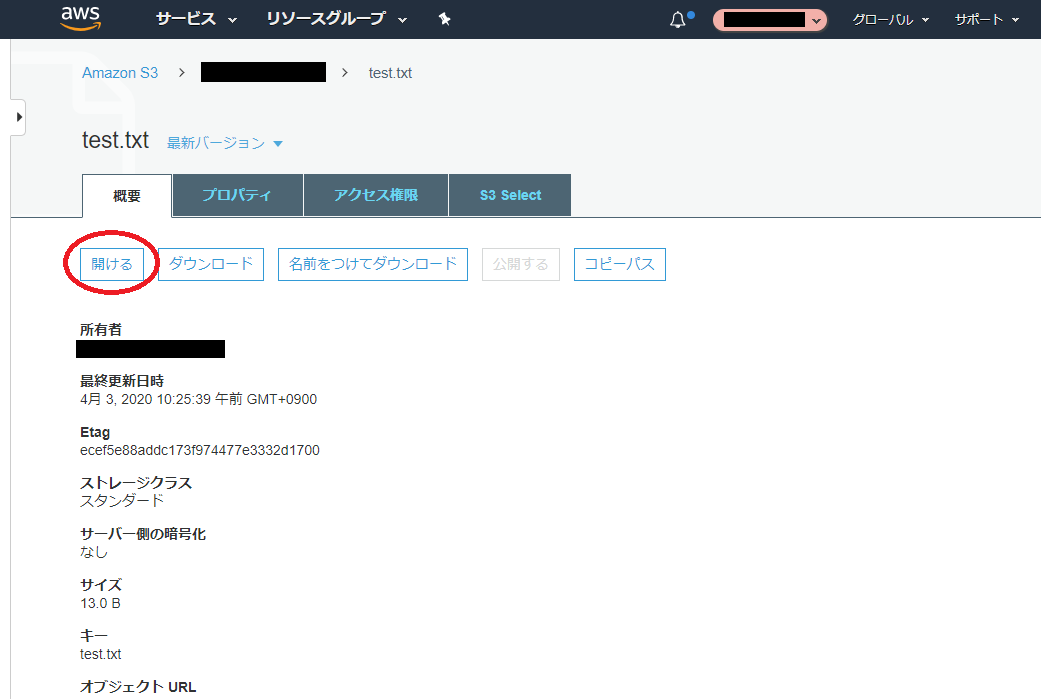 aws サービス リソースグループ グローバル サポート
Amazon S3 > > test.txt
test.txt 最新バージョン
概要 プロパティ アクセス権限 S3 Select
開ける ダウンロード 名前をつけてダウンロード 公開する コピーパス
所有者
最終更新日時
4月 3, 2020 10:25:39 午前 GMT+0900
Etag
ecef5e88addc173f974477e3332d1700
ストレージクラス
スタンダード
サーバー側の暗号化
なし
サイズ
13.0 B
キー
test.txt
オブジェクト URL